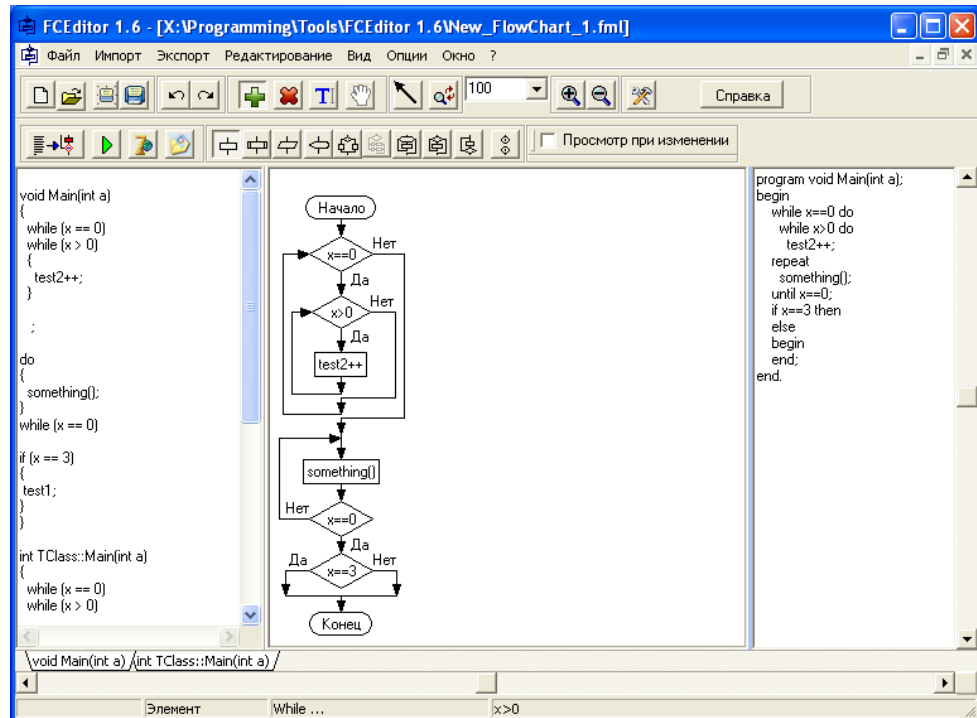 FCEditor 1.6 - [X:\Programming\Tools\FCEditor 1.6\New_FlowChart_1.fml]
Файл Импорт Экспорт Редактирование Вид Опции Окно ?
100
Справка
Просмотр при изменении
void Main(int a)
{
while (x == 0)
while (x > 0)
{
test2++;
}
;
do
{
something();
}
while (x == 0)
if (x == 3)
{
test1;
}
}
int TClass::Main(int a)
{
while (x == 0)
while (x > 0)
Начало
x==0
Нет
Да
x>0
Нет
Да
test2++
something()
Нет
x==0
Да
Да
x==3
Нет
Конец
program void Main(int a);
begin
while x==0 do
while x>0 do
test2++;
repeat
something();
until x==0;
if x==3 then
else
begin
end;
end.
void Main(int a)
int TClass::Main(int a)
Элемент
While ...
x>0